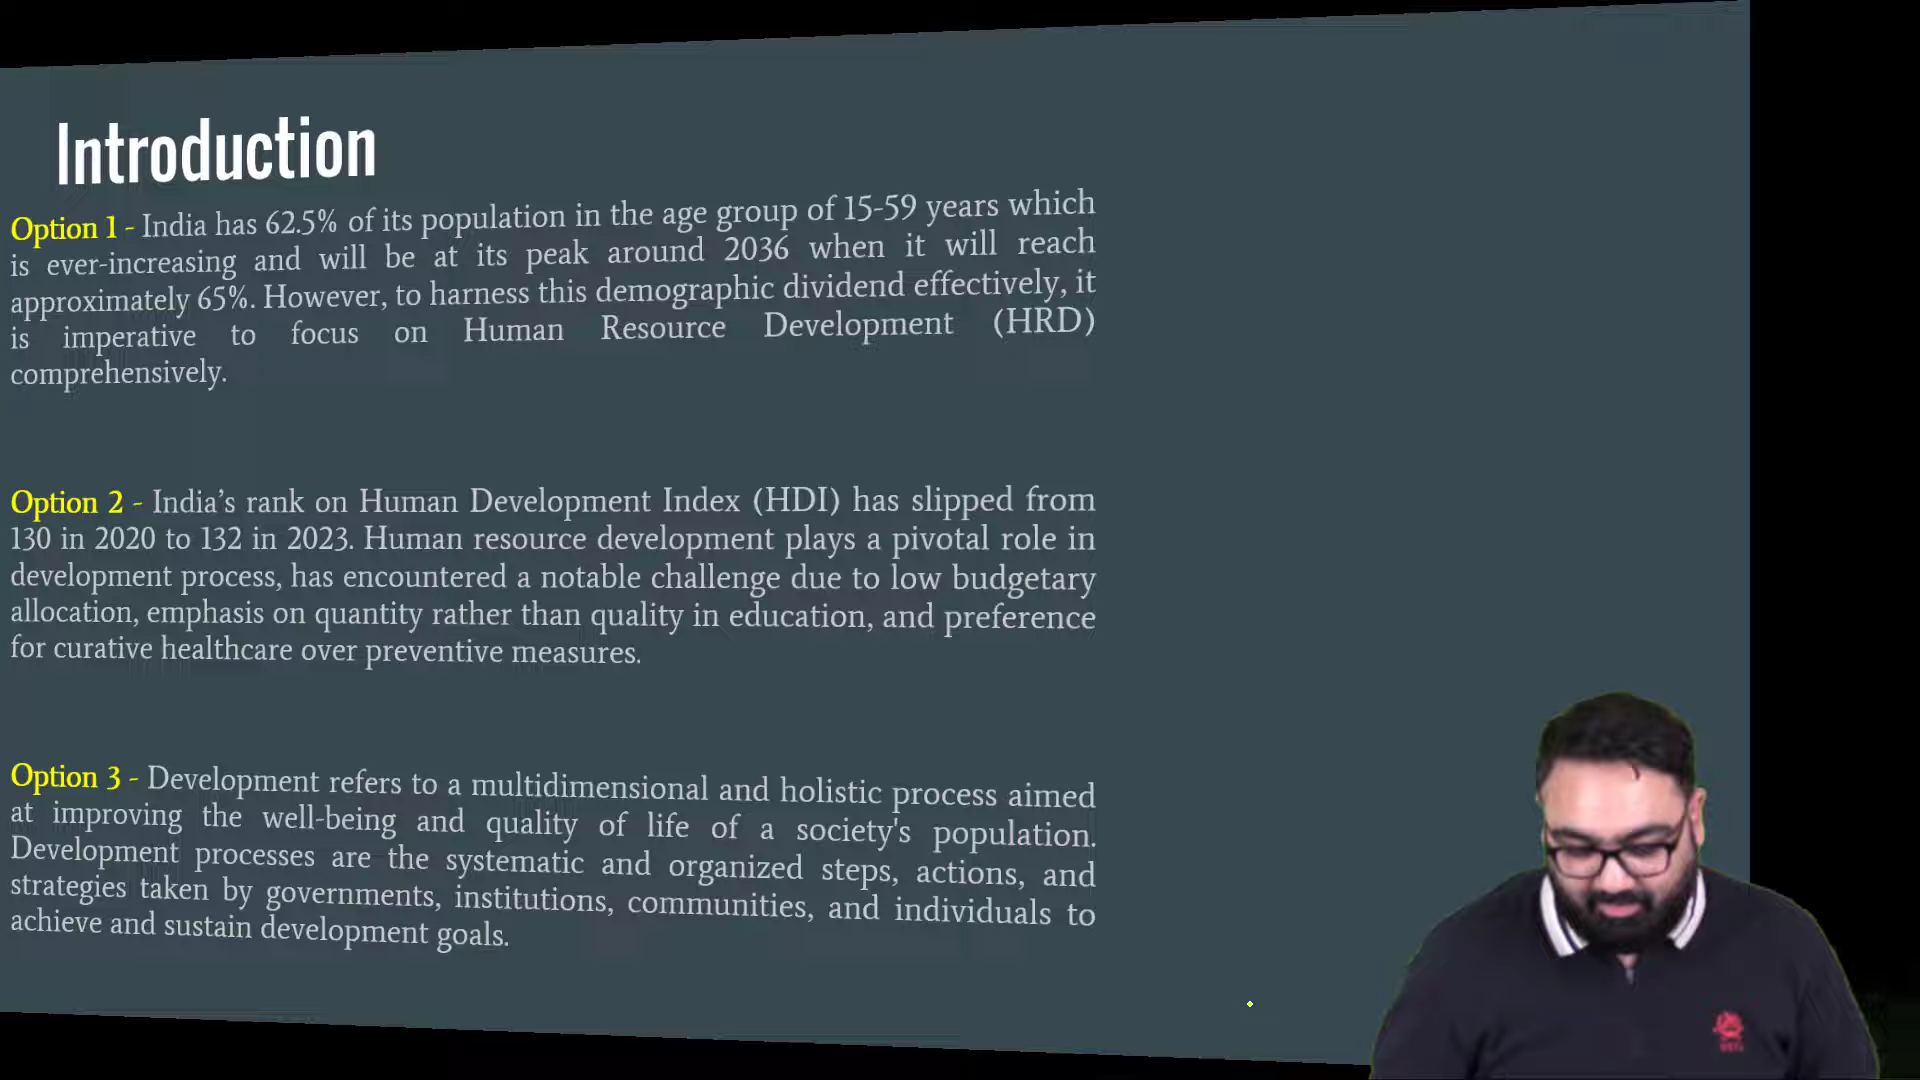 Introduction
Option 1 - India has 62.5% of its population in the age group of 15-59 years which
is ever-increasing and will be at its peak around 2036 when it will reach
approximately 65%. However, to harness this demographic dividend effectively, it
is imperative to focus on Human Resource Development (HRD)
comprehensively.
Option 2 - India’s rank on Human Development Index (HDI) has slipped from
130 in 2020 to 132 in 2023. Human resource development plays a pivotal role in
development process, has encountered a notable challenge due to low budgetary
allocation, emphasis on quantity rather than quality in education, and preference
for curative healthcare over preventive measures.
Option 3 - Development refers to a multidimensional and holistic process aimed
at improving the well-being and quality of life of a society's population.
Development processes are the systematic and organized steps, actions, and
strategies taken by governments, institutions, communities, and individuals to
achieve and sustain development goals.